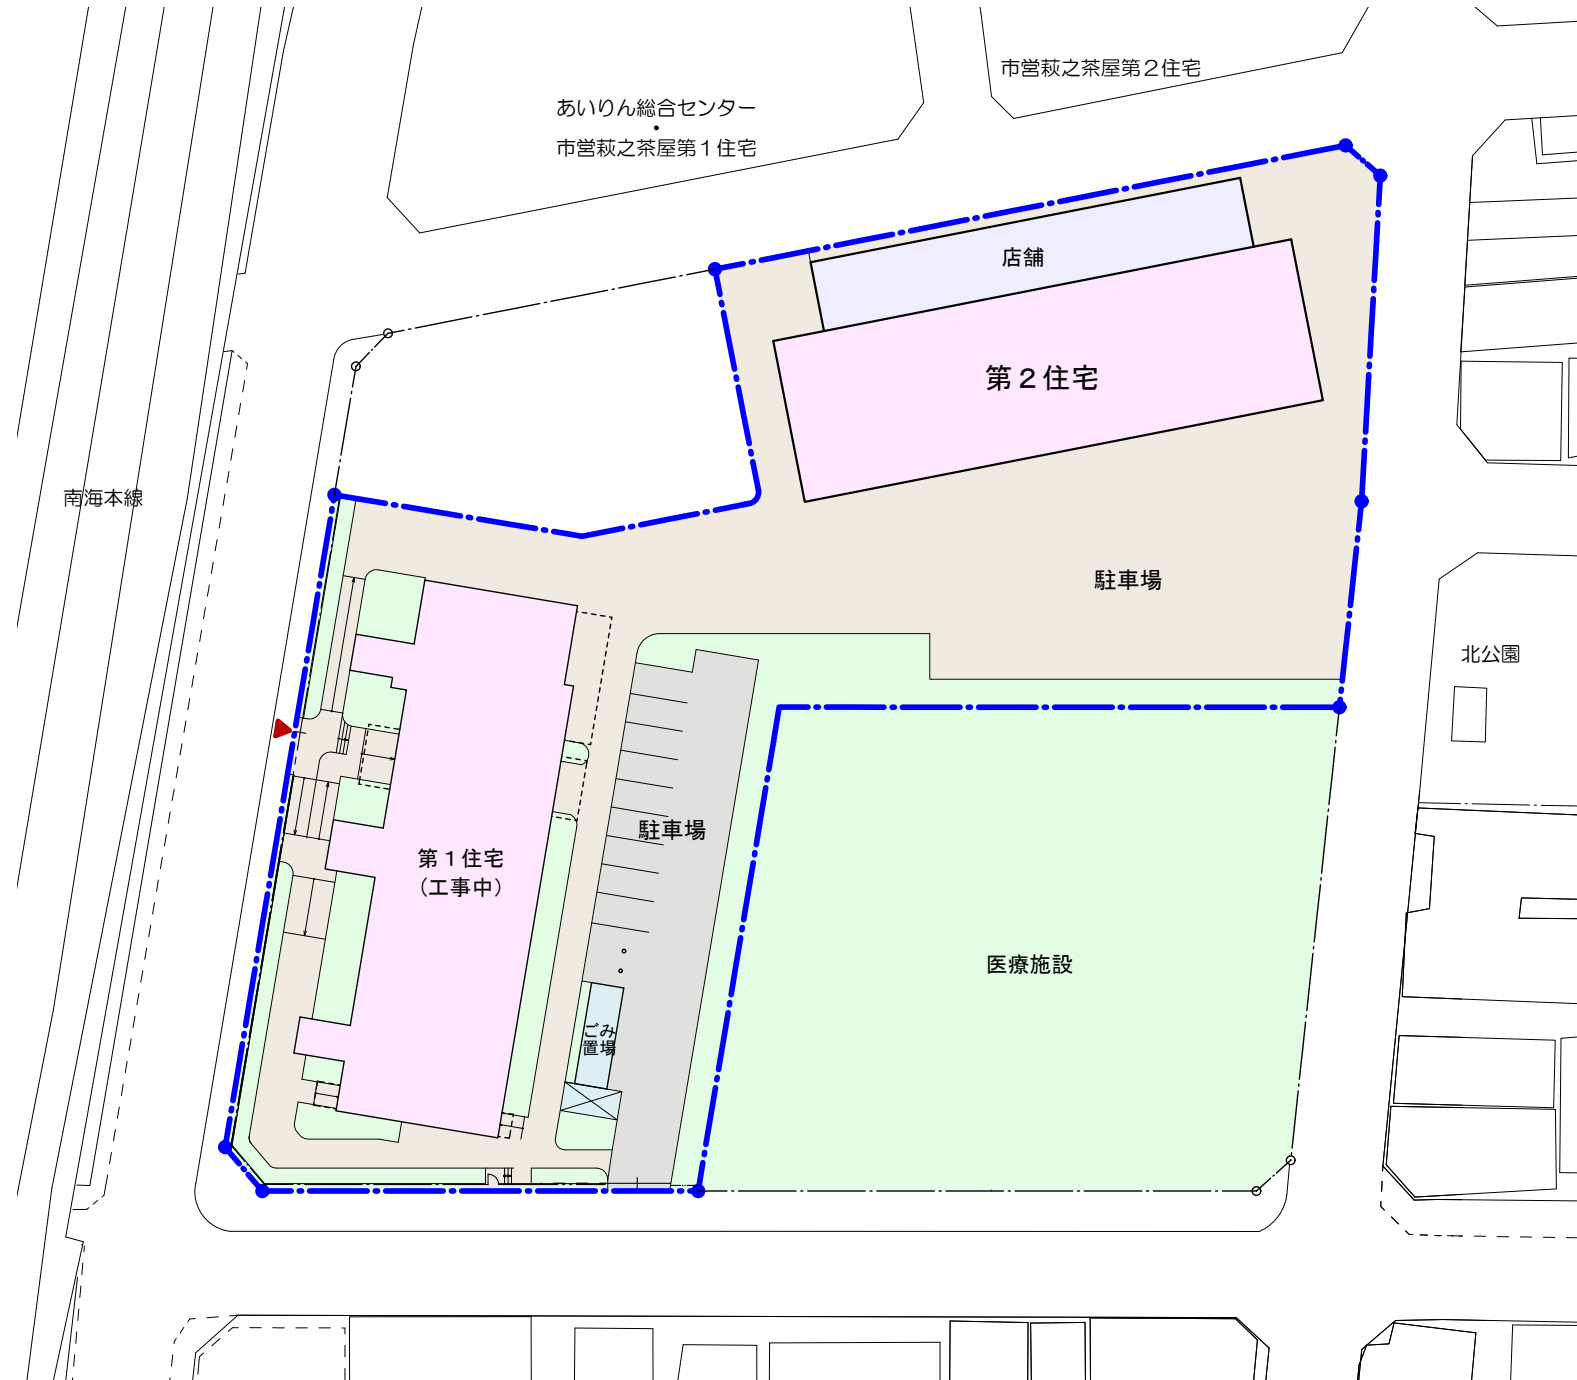 市営萩之茶屋第２住宅
あいりん総合センター
・
市営萩之茶屋第１住宅
店舗
第２住宅
南海本線
駐車場
北公園
駐車場
第１住宅
（工事中）
医療施設
ごみ
置場